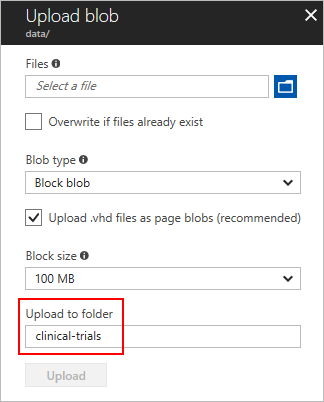 Upload blob
data/
Files
Select a file
Overwrite if files already exist
Blob type
Block blob
Upload .vhd files as page blobs (recommended)
Block size
100 MB
Upload to folder
clinical-trials
Upload